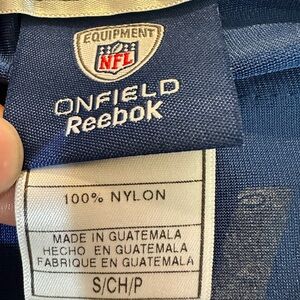 EQUIPMENT
NFL
ONFIELD
Reebok
100% NYLON
MADE IN GUATEMALA
HECHO EN GUATEMALA
FABRIQUE EN GUATEMALA
S/CH/P